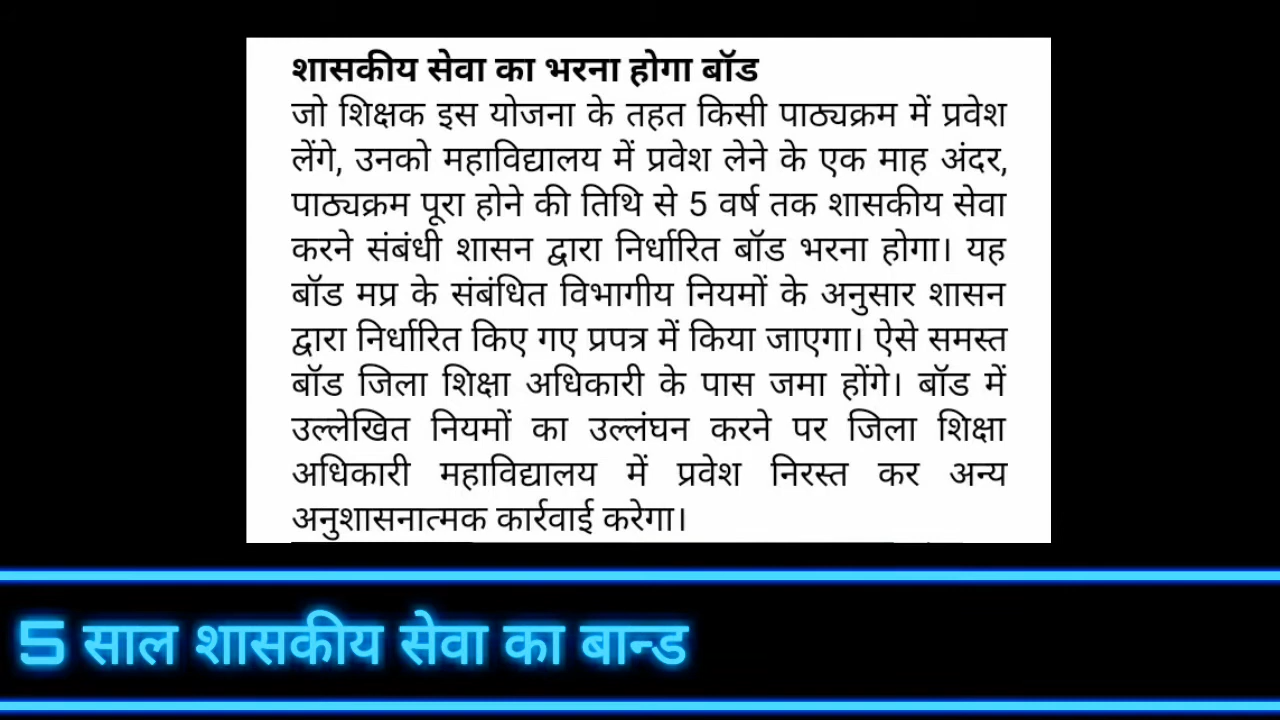 शासकीय सेवा का भरना होगा बॉड
जो शिक्षक इस योजना के तहत किसी पाठ्यक्रम में प्रवेश
लेंगे, उनको महाविद्यालय में प्रवेश लेने के एक माह अंदर,
पाठ्यक्रम पूरा होने की तिथि से 5 वर्ष तक शासकीय सेवा
करने संबंधी शासन द्वारा निर्धारित बॉड भरना होगा। यह
बॉड मप्र के संबंधित विभागीय नियमों के अनुसार शासन
द्वारा निर्धारित किए गए प्रपत्र में किया जाएगा। ऐसे समस्त
बॉड जिला शिक्षा अधिकारी के पास जमा होंगे। बॉड में
उल्लेखित नियमों का उल्लंघन करने पर जिला शिक्षा
अधिकारी महाविद्यालय में प्रवेश निरस्त कर अन्य
अनुशासनात्मक कार्रवाई करेगा।
5 साल शासकीय सेवा का बान्ड